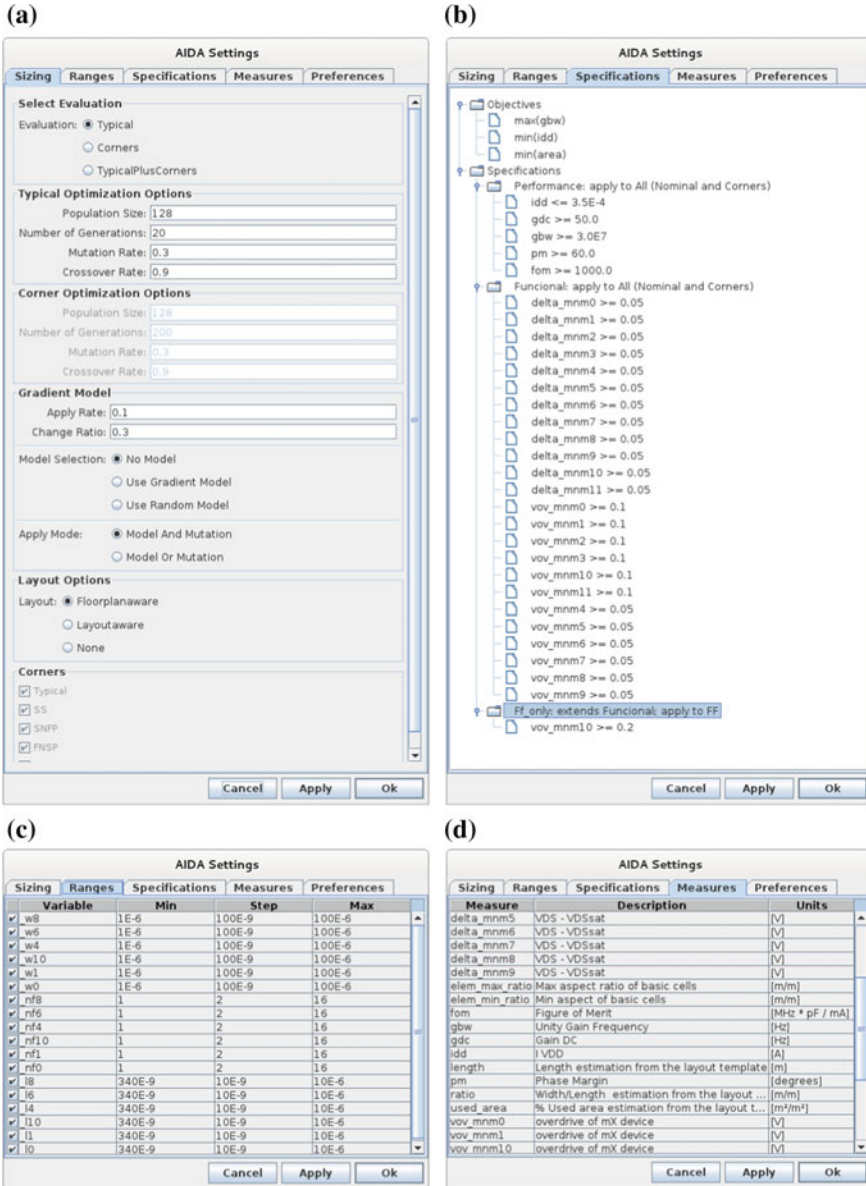 (a)
AIDA Settings
Sizing Ranges Specifications Measures Preferences
Select Evaluation
Evaluation: Typical
Corners
TypicalPlusCorners
Typical Optimization Options
Population Size: 128
Number of Generations: 20
Mutation Rate: 0.3
Crossover Rate: 0.9
Corner Optimization Options
Population Size: 128
Number of Generations: 200
Mutation Rate: 0.3
Crossover Rate: 0.9
Gradient Model
Apply Rate: 0.1
Change Ratio: 0.3
Model Selection: No Model
Use Gradient Model
Use Random Model
Apply Mode: Model And Mutation
Model Or Mutation
Layout Options
Layout: Floorplanaware
Layoutaware
None
Corners
Typical
SS
SNFP
FNSP
Cancel Apply Ok
(b)
AIDA Settings
Sizing Ranges Specifications Measures Preferences
Objectives
max(gbw)
min(idd)
min(area)
Specifications
Performance: apply to All (Nominal and Corners)
idd <= 3.5E-4
gdc >= 50.0
gbw >= 3.0E7
pm >= 60.0
fom >= 1000.0
Funcional: apply to All (Nominal and Corners)
delta_mnm0 >= 0.05
delta_mnm1 >= 0.05
delta_mnm2 >= 0.05
delta_mnm3 >= 0.05
delta_mnm4 >= 0.05
delta_mnm5 >= 0.05
delta_mnm6 >= 0.05
delta_mnm7 >= 0.05
delta_mnm8 >= 0.05
delta_mnm9 >= 0.05
delta_mnm10 >= 0.05
delta_mnm11 >= 0.05
vov_mnm0 >= 0.1
vov_mnm1 >= 0.1
vov_mnm2 >= 0.1
vov_mnm3 >= 0.1
vov_mnm10 >= 0.1
vov_mnm11 >= 0.1
vov_mnm4 >= 0.05
vov_mnm5 >= 0.05
vov_mnm6 >= 0.05
vov_mnm7 >= 0.05
vov_mnm8 >= 0.05
vov_mnm9 >= 0.05
Ff_only: extends Funcional; apply to FF
vov_mnm10 >= 0.2
Cancel Apply Ok
(c)
AIDA Settings
Sizing Ranges Specifications Measures Preferences
Variable Min Step Max
_w8 1E-6 100E-9 100E-6
_w6 1E-6 100E-9 100E-6
_w4 1E-6 100E-9 100E-6
_w10 1E-6 100E-9 100E-6
_w1 1E-6 100E-9 100E-6
_w0 1E-6 100E-9 100E-6
_nf8 1 2 16
_nf6 1 2 16
_nf4 1 2 16
_nf10 1 2 16
_nf1 1 2 16
_nf0 1 2 16
_l8 340E-9 10E-9 10E-6
_l6 340E-9 10E-9 10E-6
_l4 340E-9 10E-9 10E-6
_l10 340E-9 10E-9 10E-6
_l1 340E-9 10E-9 10E-6
_l0 340E-9 10E-9 10E-6
Cancel Apply Ok
(d)
AIDA Settings
Sizing Ranges Specifications Measures Preferences
Measure Description Units
delta_mnm5 VDS - VDSsat [V]
delta_mnm6 VDS - VDSsat [V]
delta_mnm7 VDS - VDSsat [V]
delta_mnm8 VDS - VDSsat [V]
delta_mnm9 VDS - VDSsat [V]
elem_max_ratio Max aspect ratio of basic cells [m/m]
elem_min_ratio Min aspect of basic cells [m/m]
fom Figure of Merit [MHz * pF / mA]
gbw Unity Gain Frequency [Hz]
gdc Gain DC [Hz]
idd I VDD [A]
length Length estimation from the layout template [m]
pm Phase Margin [degrees]
ratio Width/Length estimation from the layout ... [m/m]
used_area % Used area estimation from the layout t... [m²/m²]
vov_mnm0 overdrive of mX device [V]
vov_mnm1 overdrive of mX device [V]
vov_mnm10 overdrive of mX device [V]
Cancel Apply Ok